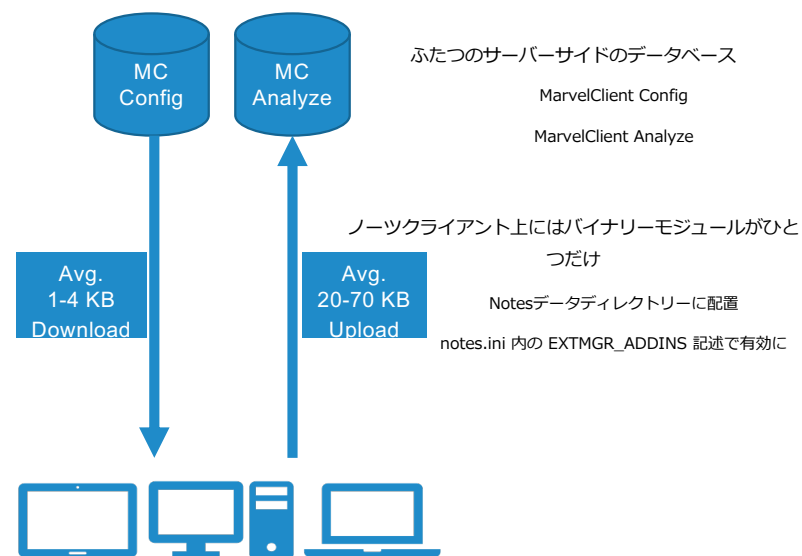 MC
Config
MC
Analyze
ふたつのサーバーサイドのデータベース
MarvelClient Config
MarvelClient Analyze
ノーツクライアント上にはバイナリーモジュールがひと
つだけ
Notesデータディレクトリーに配置
notes.ini 内の EXTMGR_ADDINS 記述で有効に
Avg.
1-4 KB
Download
Avg.
20-70 KB
Upload